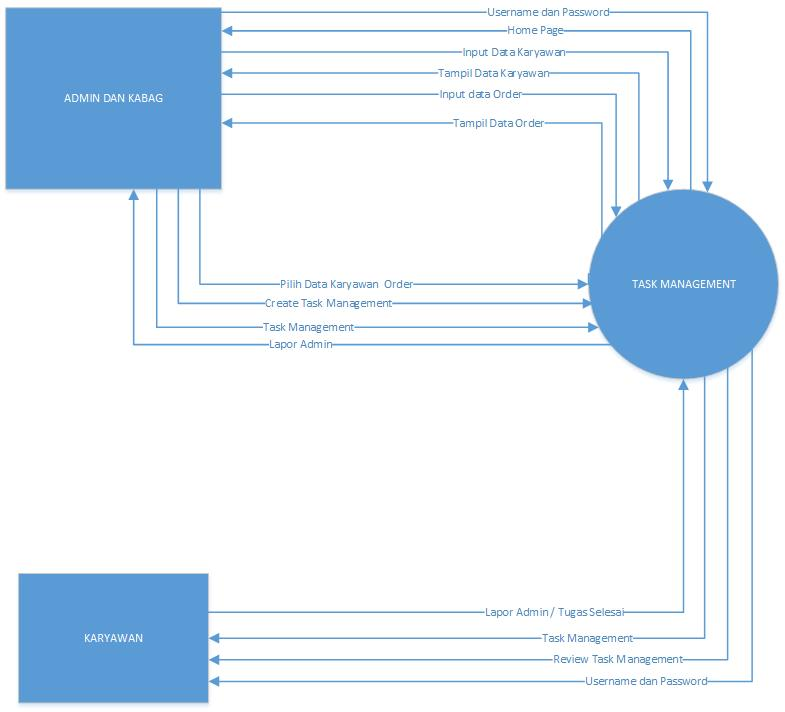 Username dan Password
Home Page
Input Data Karyawan
Tampil Data Karyawan
Input data Order
Tampil Data Order
ADMIN DAN KABAG
TASK MANAGEMENT
Pilih Data Karyawan Order
Create Task Management
Task Management
Lapor Admin
KARYAWAN
Lapor Admin / Tugas Selesai
Task Management
Review Task Management
Username dan Password